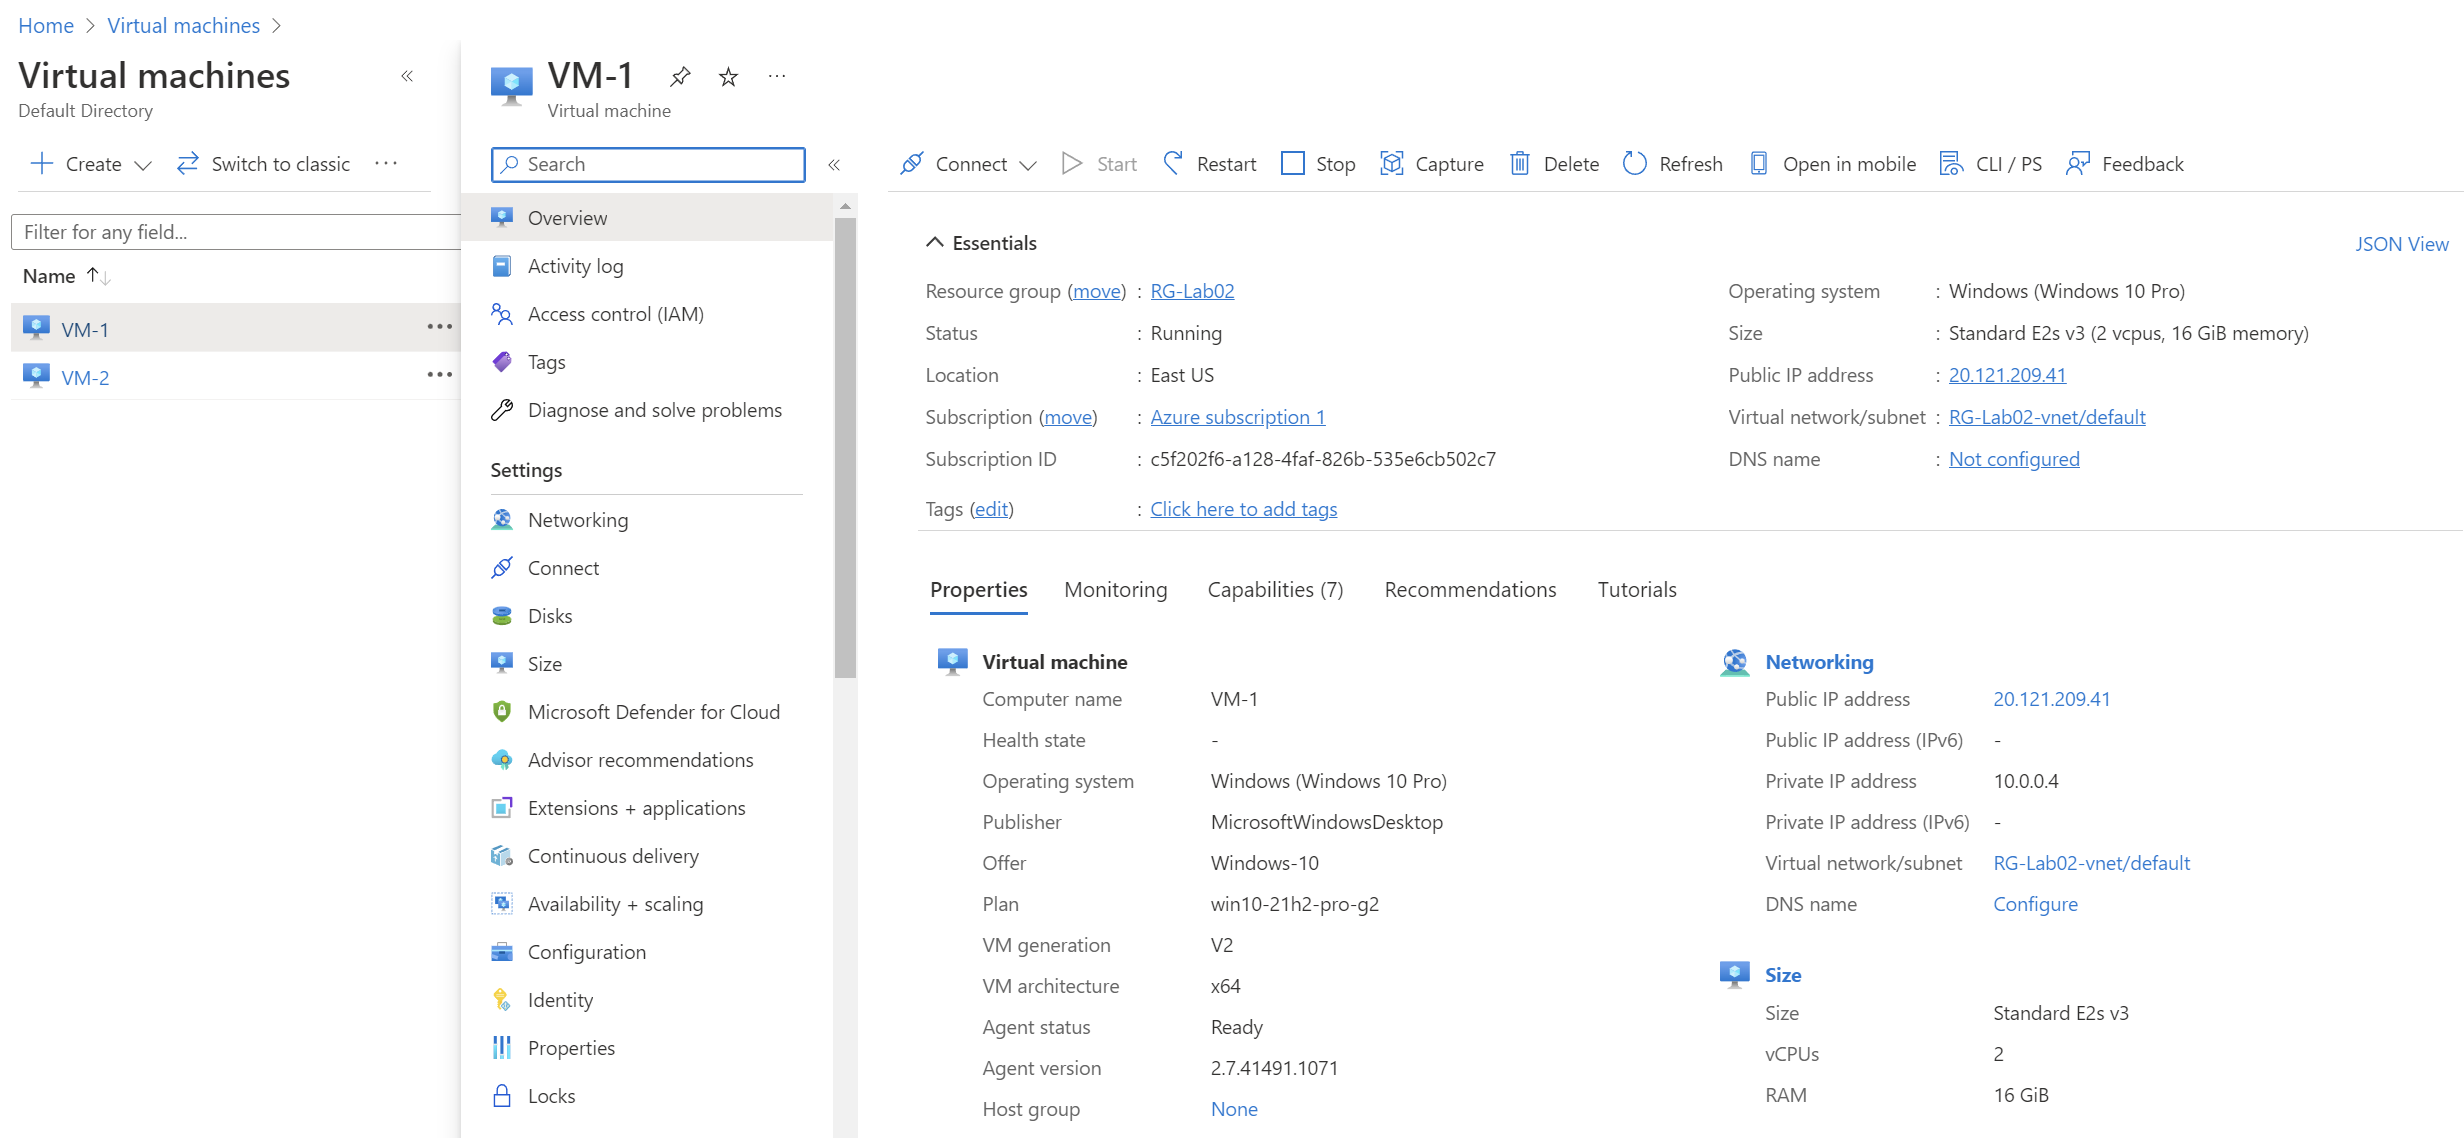 Home > Virtual machines >
Virtual machines «
Default Directory
+ Create Switch to classic ...
Filter for any field...
Name ↑↓
VM-1 ...
VM-2 ...
VM-1 ...
Virtual machine
Search «
Overview
Activity log
Access control (IAM)
Tags
Diagnose and solve problems
Settings
Networking
Connect
Disks
Size
Microsoft Defender for Cloud
Advisor recommendations
Extensions + applications
Continuous delivery
Availability + scaling
Configuration
Identity
Properties
Locks
Connect Start Restart Stop Capture Delete Refresh Open in mobile CLI / PS Feedback
Essentials JSON View
Resource group (move) : RG-Lab02
Status : Running
Location : East US
Subscription (move) : Azure subscription 1
Subscription ID : c5f202f6-a128-4faf-826b-535e6cb502c7
Tags (edit) : Click here to add tags
Operating system : Windows (Windows 10 Pro)
Size : Standard E2s v3 (2 vcpus, 16 GiB memory)
Public IP address : 20.121.209.41
Virtual network/subnet : RG-Lab02-vnet/default
DNS name : Not configured
Properties Monitoring Capabilities (7) Recommendations Tutorials
Virtual machine
Computer name VM-1
Health state -
Operating system Windows (Windows 10 Pro)
Publisher MicrosoftWindowsDesktop
Offer Windows-10
Plan win10-21h2-pro-g2
VM generation V2
VM architecture x64
Agent status Ready
Agent version 2.7.41491.1071
Host group None
Networking
Public IP address 20.121.209.41
Public IP address (IPv6) -
Private IP address 10.0.0.4
Private IP address (IPv6) -
Virtual network/subnet RG-Lab02-vnet/default
DNS name Configure
Size
Size Standard E2s v3
vCPUs 2
RAM 16 GiB